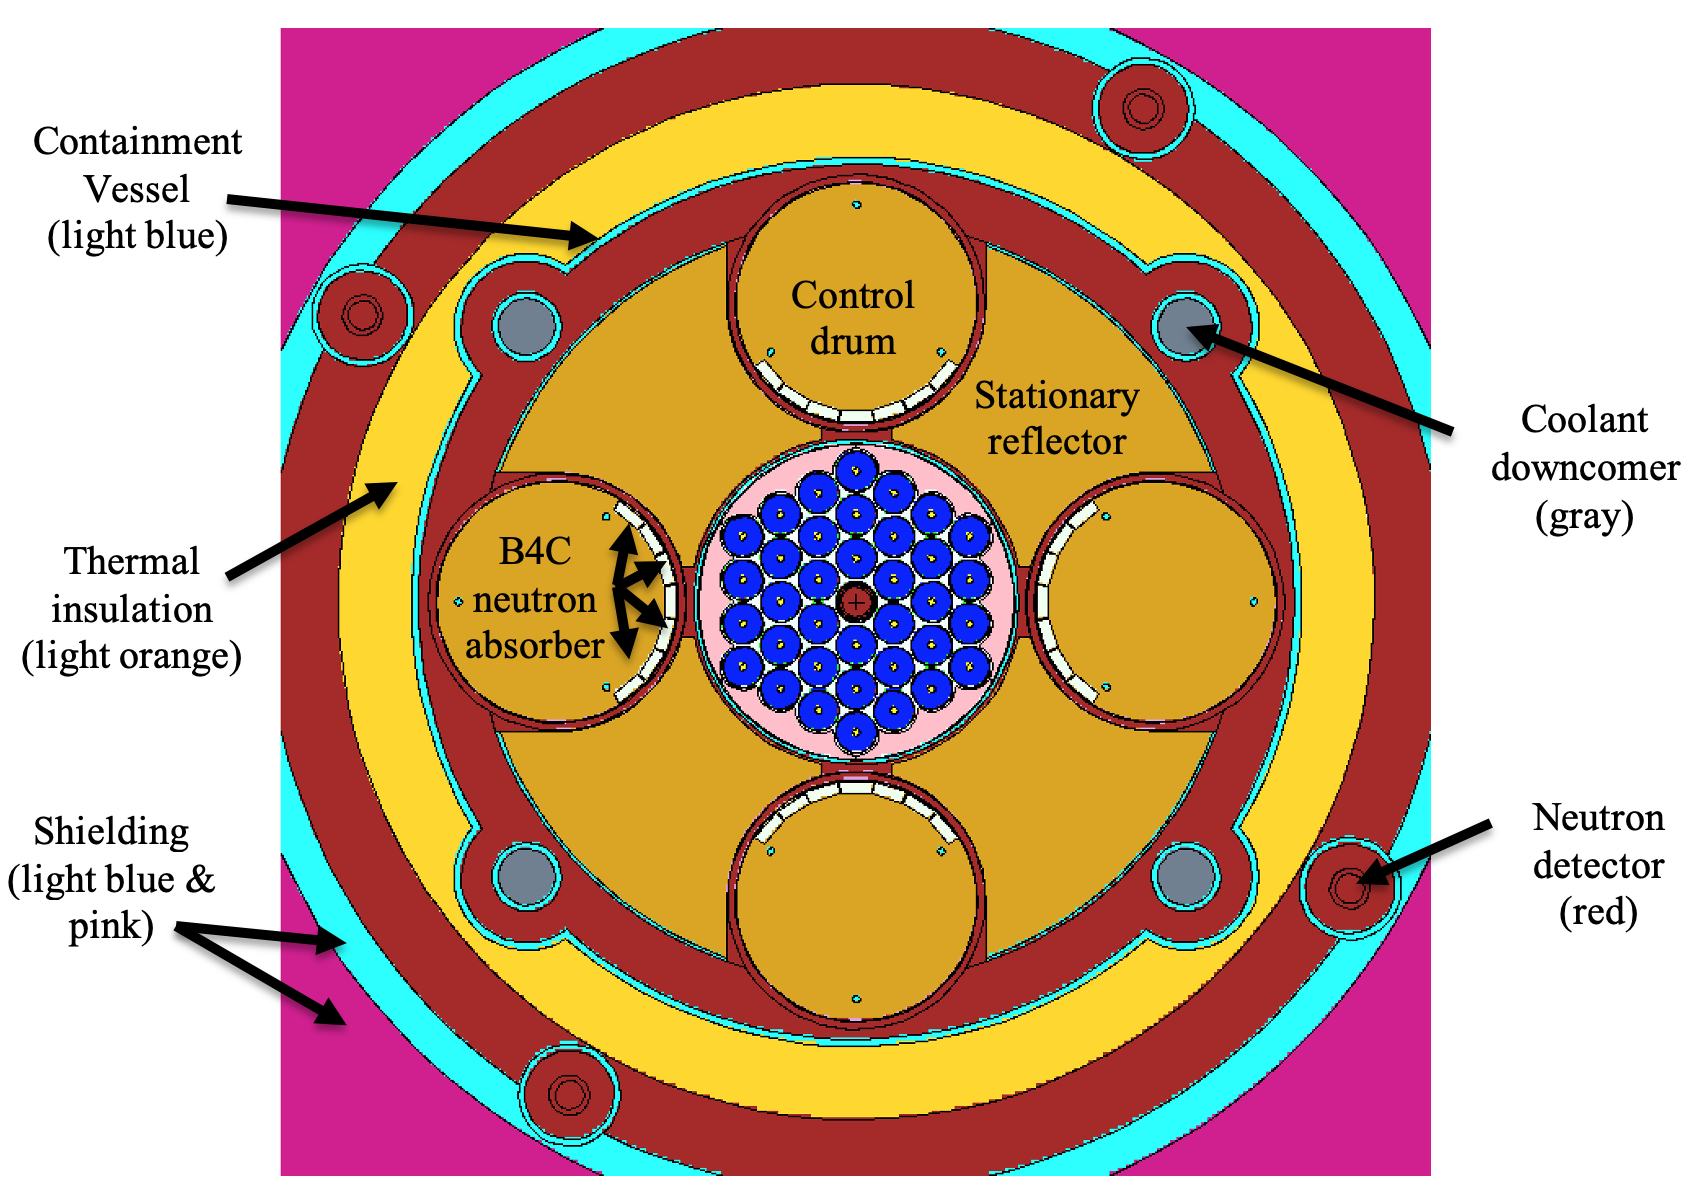 Containment
Vessel
(light blue)
Control
drum
Stationary
reflector
Coolant
downcomer
(gray)
Thermal
insulation
(light orange)
B4C
neutron
absorber
Shielding
(light blue &
pink)
Neutron
detector
(red)